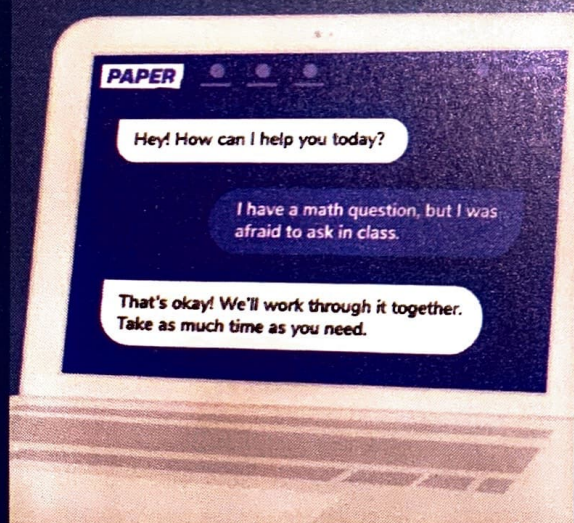 PAPER
Hey! How can I help you today?
I have a math question, but I was
afraid to ask in class.
That's okay! We'll work through it together.
Take as much time as you need.